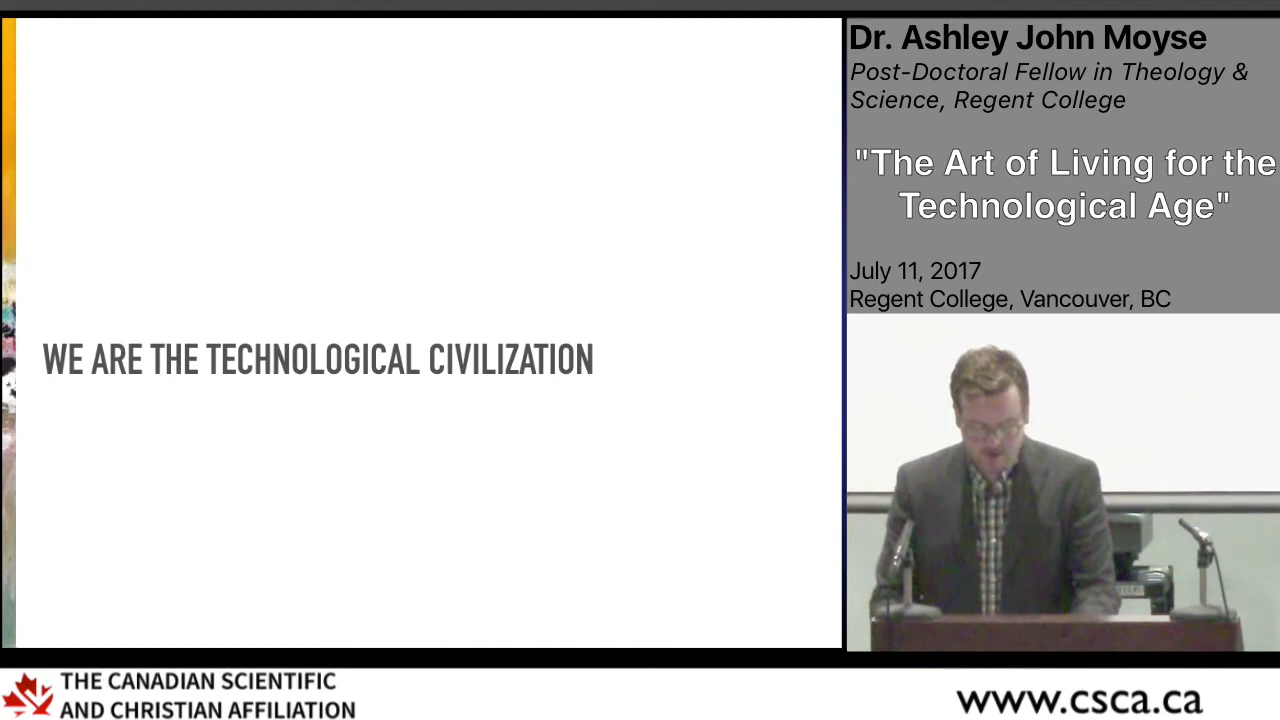 Dr. Ashley John Moyse
Post-Doctoral Fellow in Theology &
Science, Regent College
"The Art of Living for the
Technological Age"
July 11, 2017
Regent College, Vancouver, BC
WE ARE THE TECHNOLOGICAL CIVILIZATION
THE CANADIAN SCIENTIFIC
AND CHRISTIAN AFFILIATION
www.csca.ca